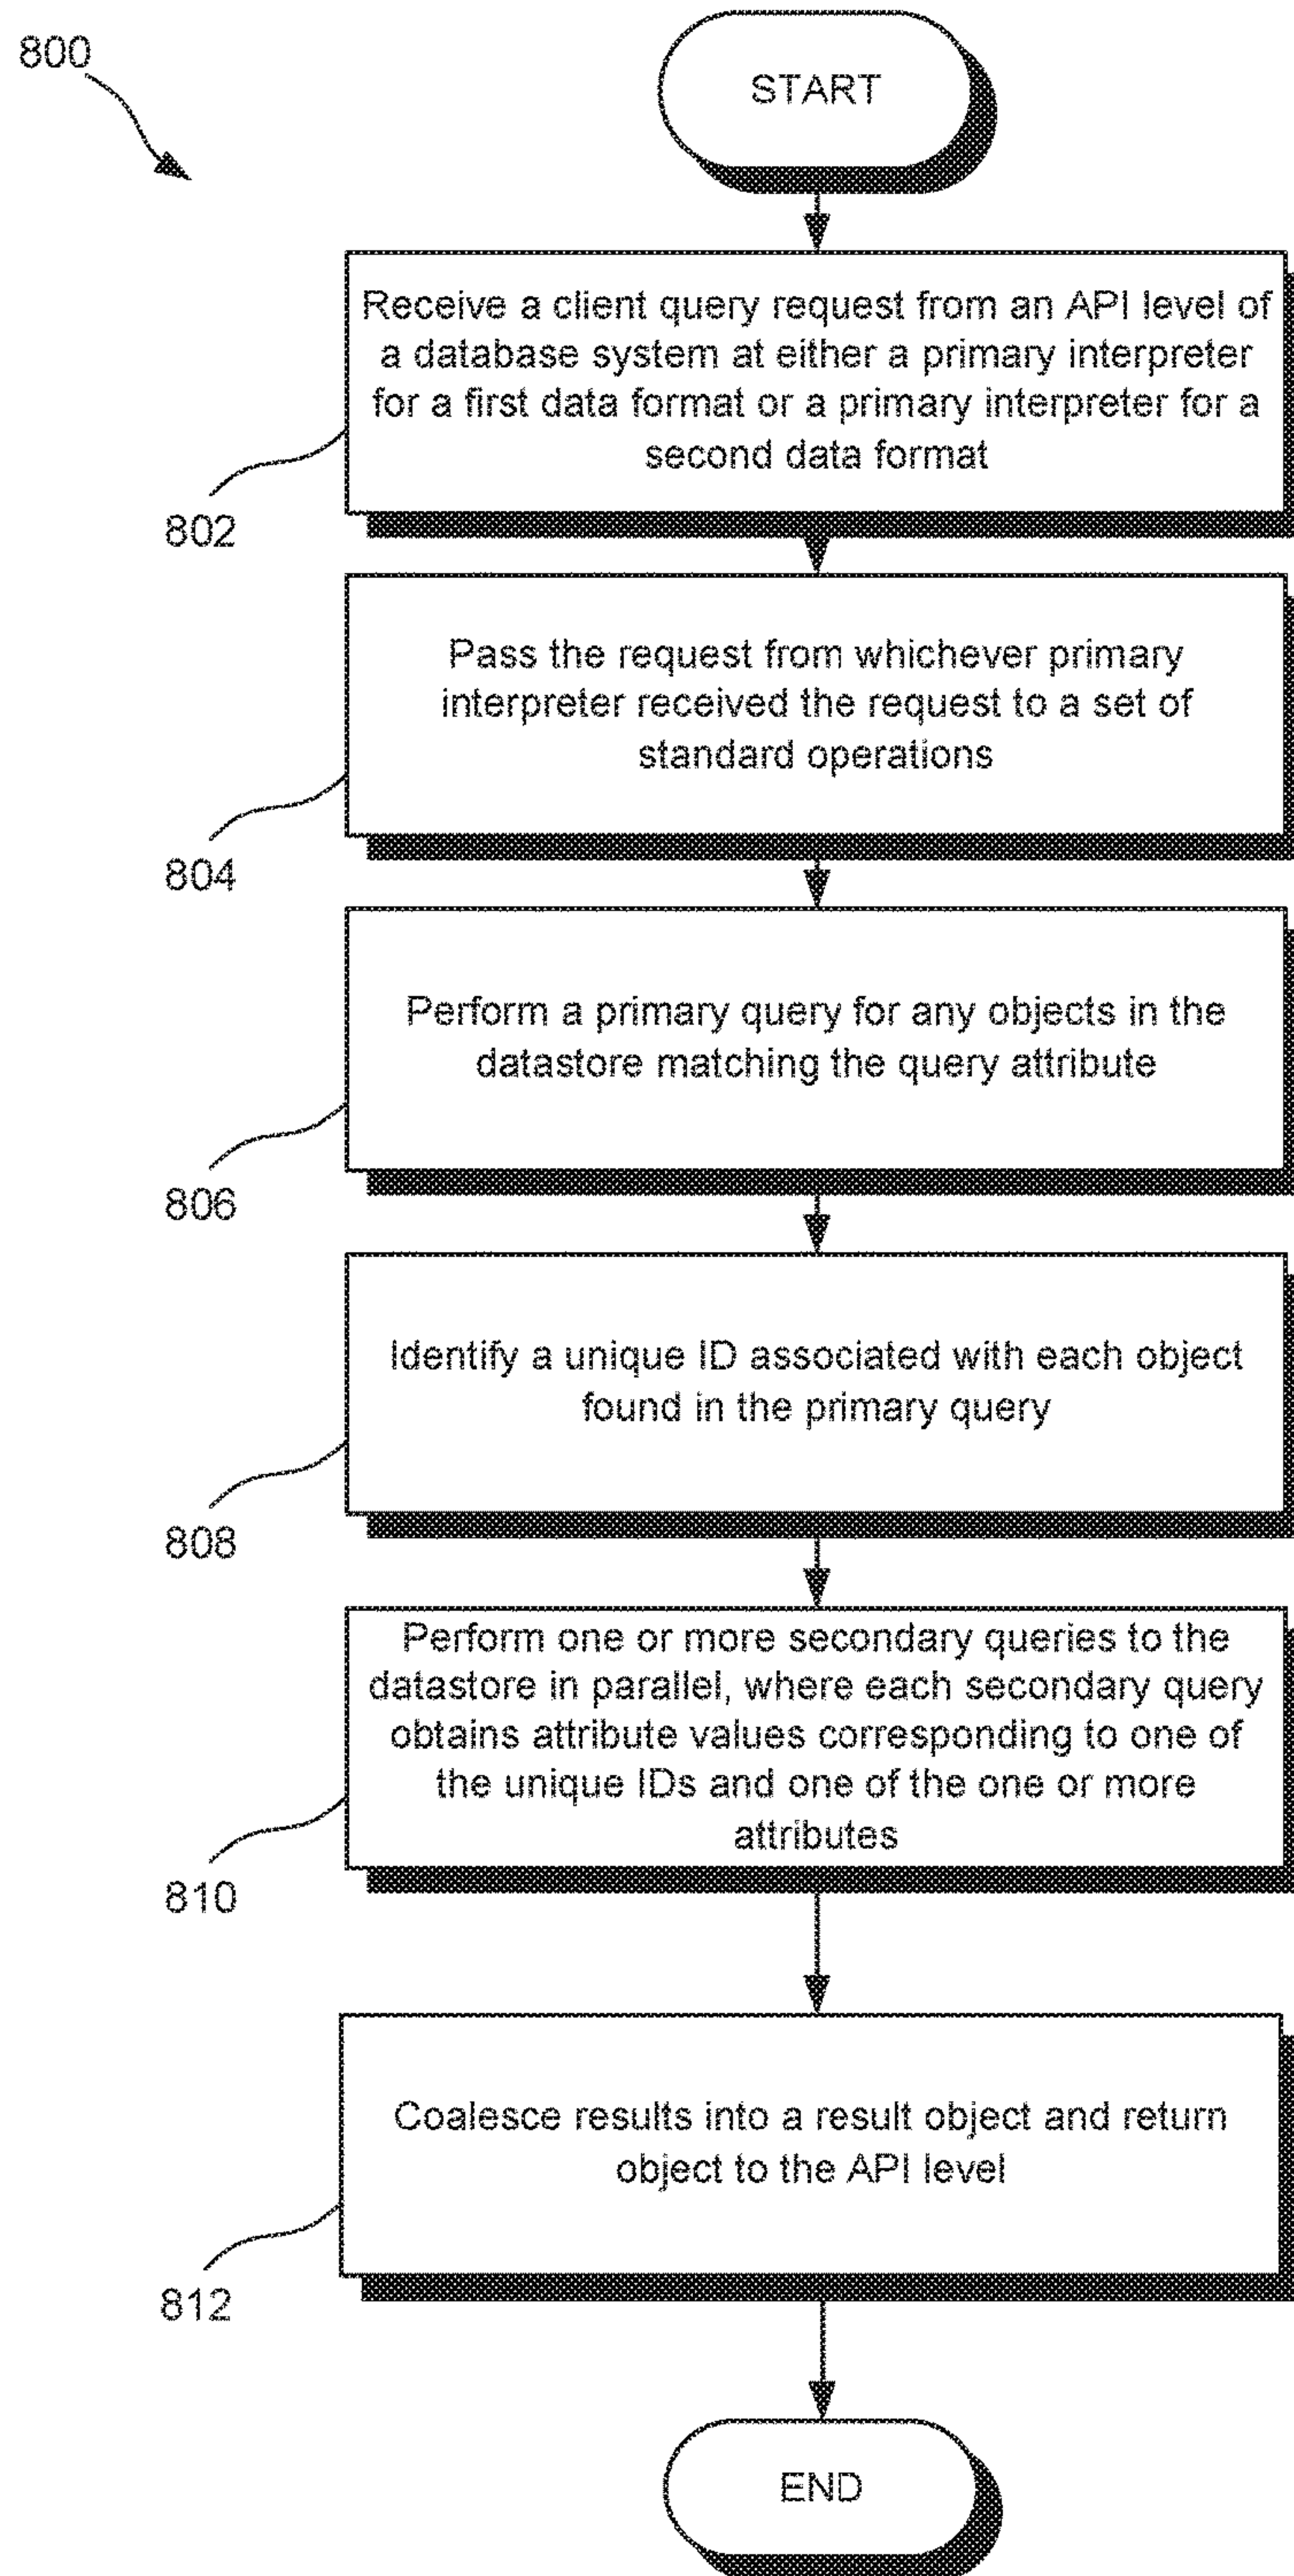 800
START
Receive a client query request from an API level of
a database system at either a primary interpreter
for a first data format or a primary interpreter for a
second data format
802
Pass the request from whichever primary
interpreter received the request to a set of
standard operations
804
Perform a primary query for any objects in the
datastore matching the query attribute
806
Identify a unique ID associated with each object
found in the primary query
808
Perform one or more secondary queries to the
datastore in parallel, where each secondary query
obtains attribute values corresponding to one of
the unique IDs and one of the one or more
attributes
810
Coalesce results into a result object and return
object to the API level
812
END